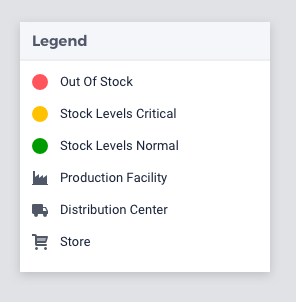 Legend
Out Of Stock
Stock Levels Critical
Stock Levels Normal
Production Facility
Distribution Center
Store